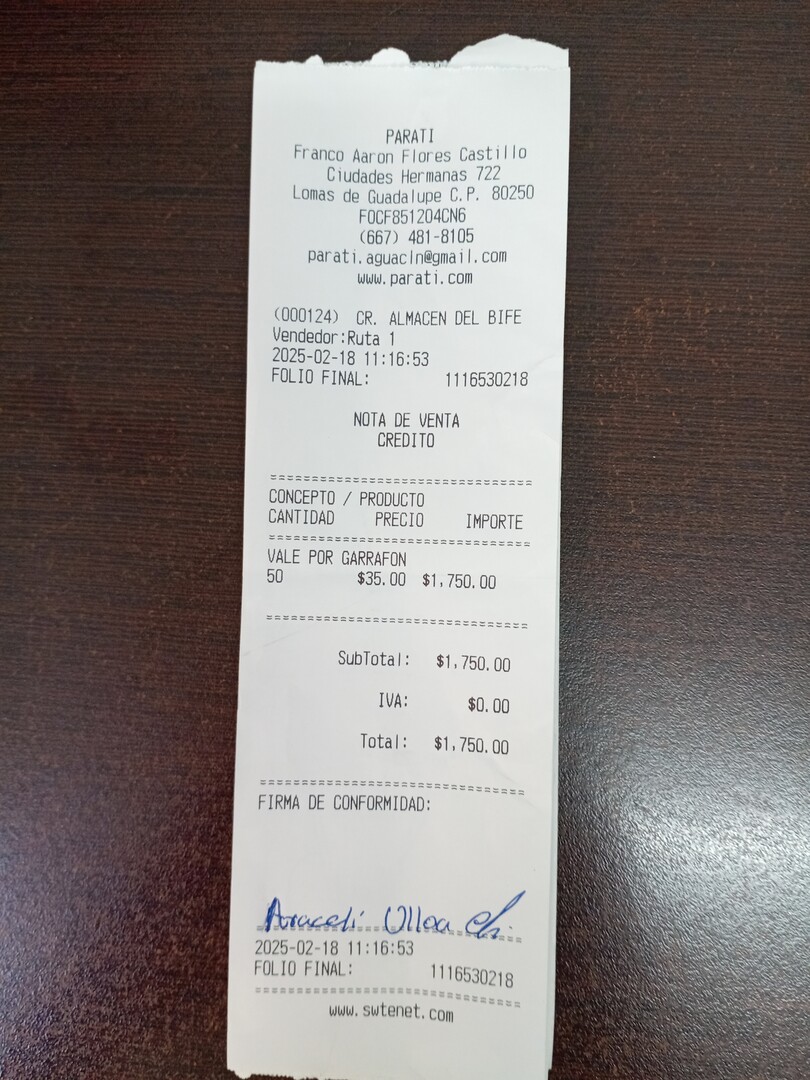 PARATI
Franco Aaron Flores Castillo
Ciudades Hermanas 722
Lomas de Guadalupe C.P. 80250
FOCF851204CN6
(667) 481-8105
parati.aguacln@gmail.com
www.parati.com
(000124) CR. ALMACEN DEL BIFE
Vendedor:Ruta 1
2025-02-18 11:16:53
FOLIO FINAL: 1116530218
NOTA DE VENTA
CREDITO
CONCEPTO / PRODUCTO
CANTIDAD PRECIO IMPORTE
VALE POR GARRAFON
50 $35.00 $1,750.00
SubTotal: $1,750.00
IVA: $0.00
Total: $1,750.00
FIRMA DE CONFORMIDAD:
Araceli Ulloa Ch.
2025-02-18 11:16:53
FOLIO FINAL: 1116530218
www.swtenet.com